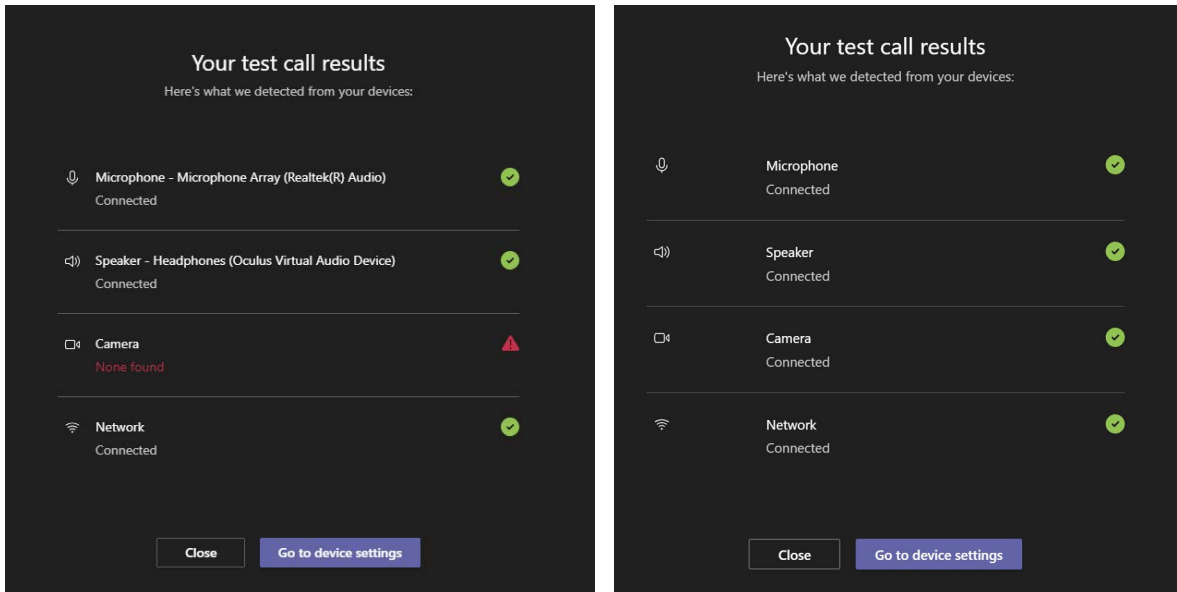 Your test call results
Here's what we detected from your devices:
Microphone - Microphone Array (Realtek(R) Audio)
Connected
Speaker - Headphones (Oculus Virtual Audio Device)
Connected
Camera
None found
Network
Connected
Close
Go to device settings
Your test call results
Here's what we detected from your devices:
Microphone
Connected
Speaker
Connected
Camera
Connected
Network
Connected
Close
Go to device settings